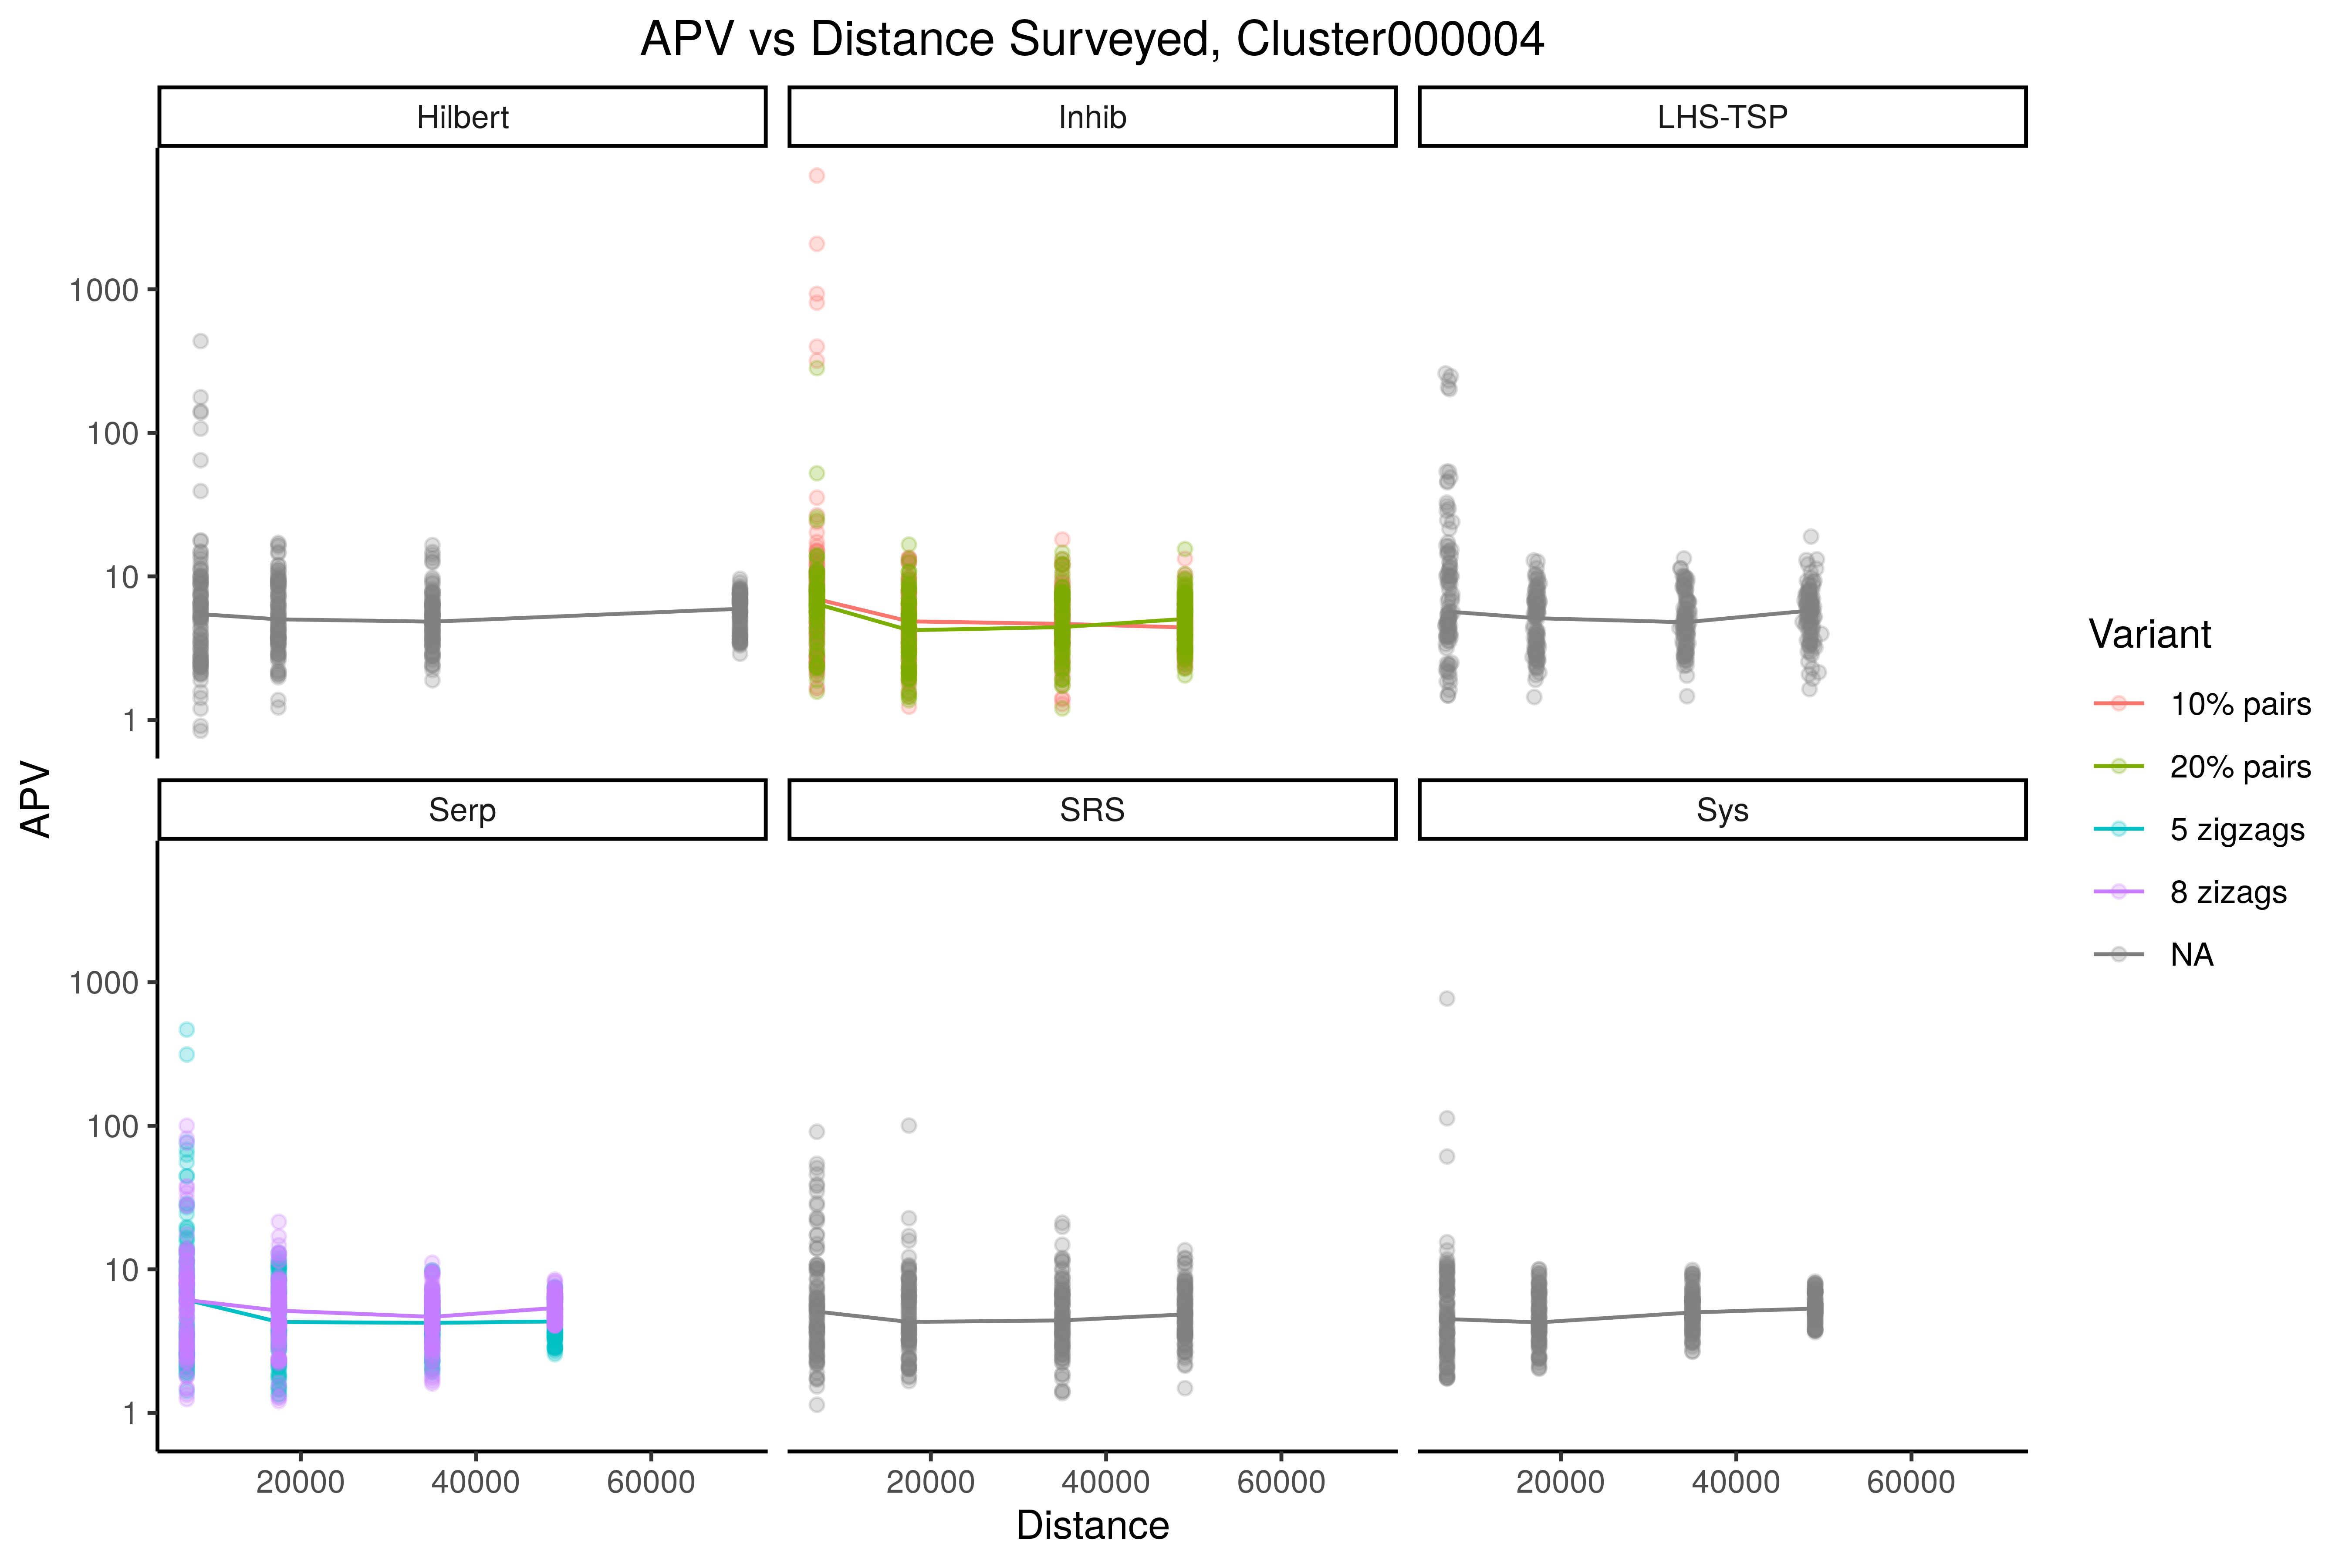 APV vs Distance Surveyed, Cluster000004
Hilbert
Inhib
LHS-TSP
1000
100
10
1
Serp
SRS
Sys
1000
100
10
1
20000
40000
60000
20000
40000
60000
20000
40000
60000
Distance
APV
Variant
10% pairs
20% pairs
5 zigzags
8 zizags
NA